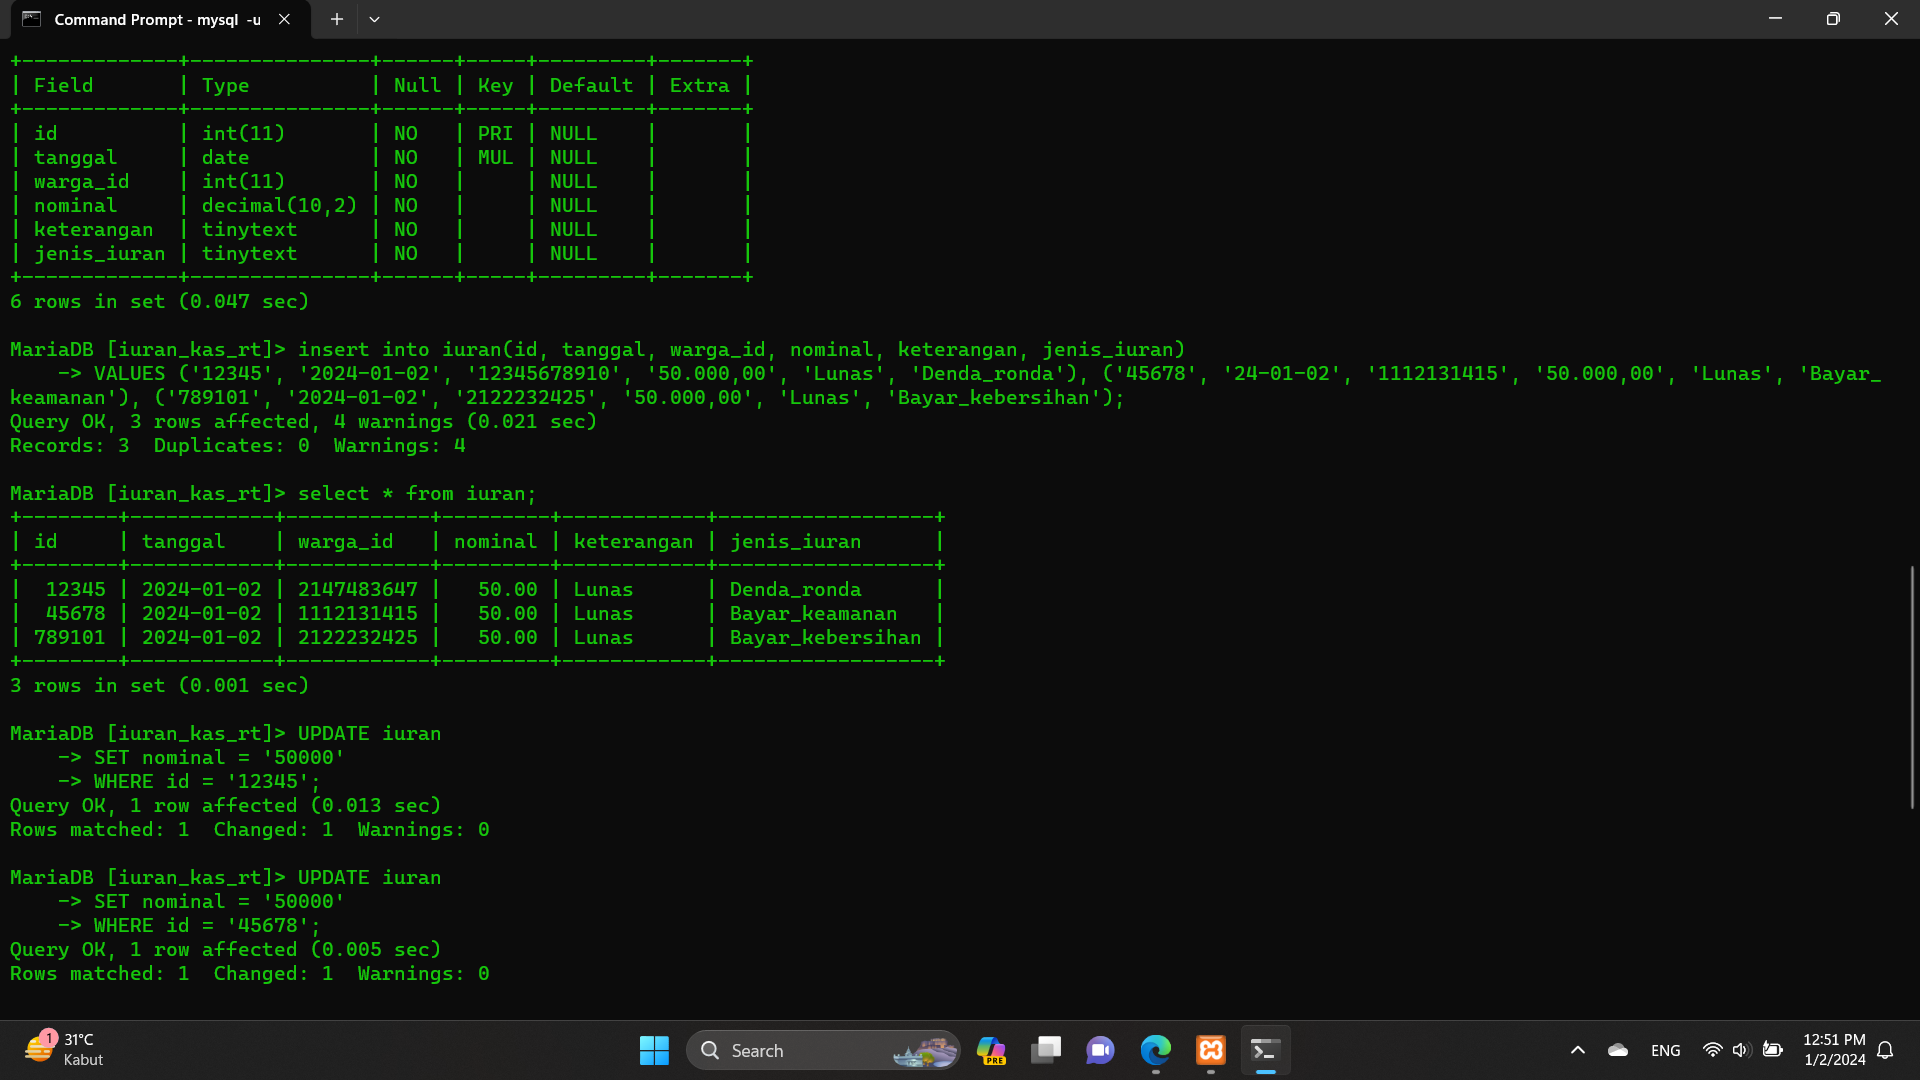 Command Prompt - mysql -u
+-------------+---------------+------+-----+---------+-------+
| Field       | Type          | Null | Key | Default | Extra |
+-------------+---------------+------+-----+---------+-------+
| id          | int(11)       | NO   | PRI | NULL    |       |
| tanggal     | date          | NO   | MUL | NULL    |       |
| warga_id    | int(11)       | NO   |     | NULL    |       |
| nominal     | decimal(10,2) | NO   |     | NULL    |       |
| keterangan  | tinytext      | NO   |     | NULL    |       |
| jenis_iuran | tinytext      | NO   |     | NULL    |       |
+-------------+---------------+------+-----+---------+-------+
6 rows in set (0.047 sec)
MariaDB [iuran_kas_rt]> insert into iuran(id, tanggal, warga_id, nominal, keterangan, jenis_iuran)
    -> VALUES ('12345', '2024-01-02', '12345678910', '50.000,00', 'Lunas', 'Denda_ronda'), ('45678', '24-01-02', '1112131415', '50.000,00', 'Lunas', 'Bayar_
keamanan'), ('789101', '2024-01-02', '2122232425', '50.000,00', 'Lunas', 'Bayar_kebersihan');
Query OK, 3 rows affected, 4 warnings (0.021 sec)
Records: 3  Duplicates: 0  Warnings: 4
MariaDB [iuran_kas_rt]> select * from iuran;
+--------+------------+------------+---------+------------+------------------+
| id     | tanggal    | warga_id   | nominal | keterangan | jenis_iuran      |
+--------+------------+------------+---------+------------+------------------+
|  12345 | 2024-01-02 | 2147483647 |   50.00 | Lunas      | Denda_ronda      |
|  45678 | 2024-01-02 | 1112131415 |   50.00 | Lunas      | Bayar_keamanan   |
| 789101 | 2024-01-02 | 2122232425 |   50.00 | Lunas      | Bayar_kebersihan |
+--------+------------+------------+---------+------------+------------------+
3 rows in set (0.001 sec)
MariaDB [iuran_kas_rt]> UPDATE iuran
    -> SET nominal = '50000'
    -> WHERE id = '12345';
Query OK, 1 row affected (0.013 sec)
Rows matched: 1  Changed: 1  Warnings: 0
MariaDB [iuran_kas_rt]> UPDATE iuran
    -> SET nominal = '50000'
    -> WHERE id = '45678';
Query OK, 1 row affected (0.005 sec)
Rows matched: 1  Changed: 1  Warnings: 0
1
31°C
Kabut
Search
PRE
ENG
12:51 PM
1/2/2024